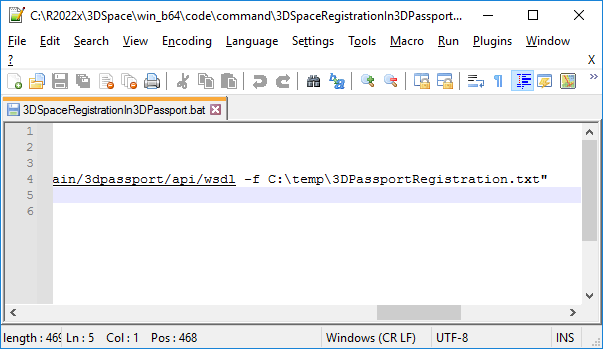 C:\R2022x\3DSpace\win_b64\code\command\3DSpaceRegistrationIn3DPassport...
File Edit Search View Encoding Language Settings Tools Macro Run Plugins Window
? X
3DSpaceRegistrationIn3DPassport.bat
1
2
3
4 ain/3dpassport/api/wsdl -f C:\temp\3DPassportRegistration.txt"
5
6
length : 469 Ln : 5 Col : 1 Pos : 468 Windows (CR LF) UTF-8 INS